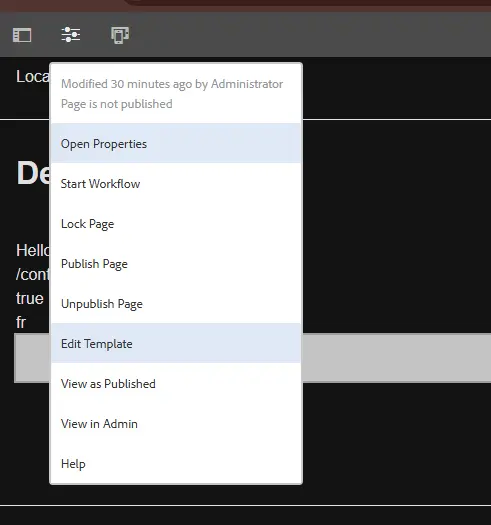 Loca
Modified 30 minutes ago by Administrator
Page is not published
Open Properties
De
Start Workflow
Lock Page
Hello
/cont
Publish Page
true
Unpublish Page
fr
Edit Template
View as Published
View in Admin
Help